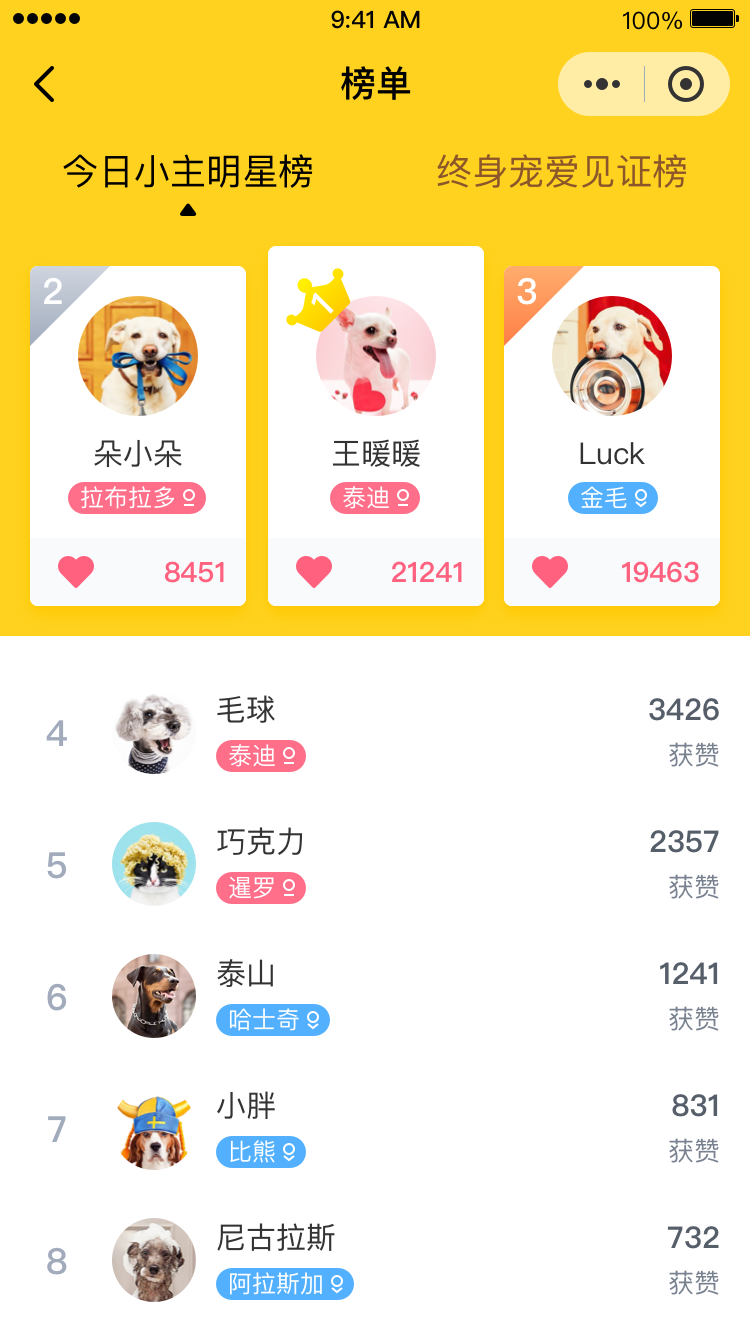 9:41 AM
100%
榜单
今日小主明星榜
终身宠爱见证榜
2
朵小朵
拉布拉多
8451
1
王暖暖
泰迪
21241
3
Luck
金毛
19463
4
毛球
泰迪
3426
获赞
5
巧克力
暹罗
2357
获赞
6
泰山
哈士奇
1241
获赞
7
小胖
比熊
831
获赞
8
尼古拉斯
阿拉斯加
732
获赞